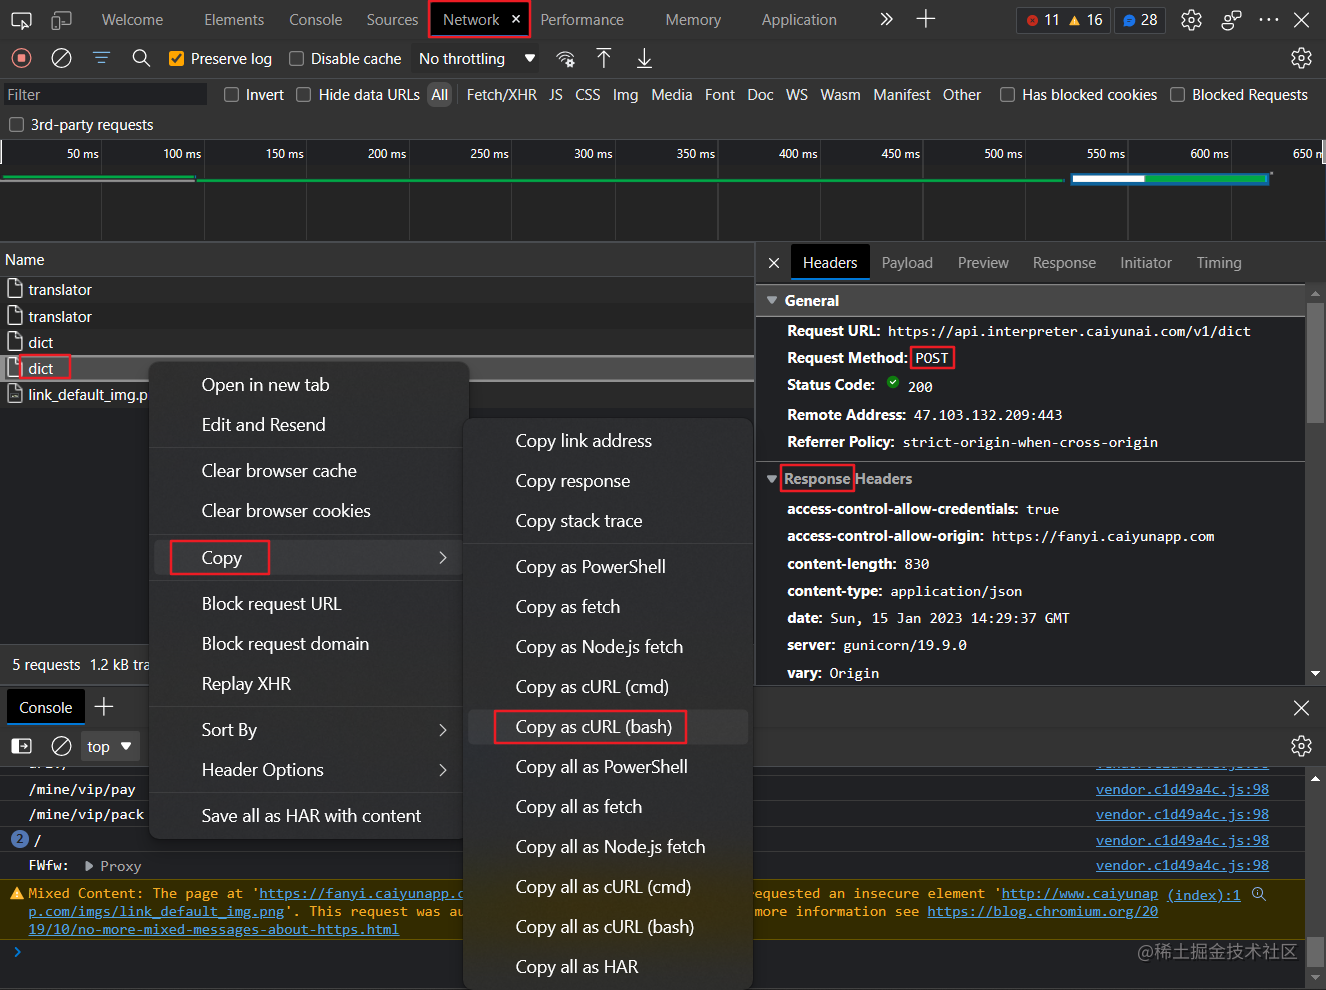 Welcome Elements Console Sources Network × Performance Memory Application 11 16 28
Preserve log Disable cache No throttling
Filter Invert Hide data URLs All Fetch/XHR JS CSS Img Media Font Doc WS Wasm Manifest Other Has blocked cookies Blocked Requests
3rd-party requests
50 ms 100 ms 150 ms 200 ms 250 ms 300 ms 350 ms 400 ms 450 ms 500 ms 550 ms 600 ms 650 m
Name
translator
translator
dict
dict
link_default_img.p
5 requests 1.2 kB tra
Open in new tab
Edit and Resend
Clear browser cache
Clear browser cookies
Copy
Block request URL
Block request domain
Replay XHR
Sort By
Header Options
Save all as HAR with content
Copy link address
Copy response
Copy stack trace
Copy as PowerShell
Copy as fetch
Copy as Node.js fetch
Copy as cURL (cmd)
Copy as cURL (bash)
Copy all as PowerShell
Copy all as fetch
Copy all as Node.js fetch
Copy all as cURL (cmd)
Copy all as cURL (bash)
Copy all as HAR
Headers Payload Preview Response Initiator Timing
General
Request URL: https://api.interpreter.caiyunai.com/v1/dict
Request Method: POST
Status Code: 200
Remote Address: 47.103.132.209:443
Referrer Policy: strict-origin-when-cross-origin
Response Headers
access-control-allow-credentials: true
access-control-allow-origin: https://fanyi.caiyunapp.com
content-length: 830
content-type: application/json
date: Sun, 15 Jan 2023 14:29:37 GMT
server: gunicorn/19.9.0
vary: Origin
Console
top
/mine/vip/pay vendor.c1d49a4c.js:98
/mine/vip/pack vendor.c1d49a4c.js:98
2 / vendor.c1d49a4c.js:98
FWfw: Proxy vendor.c1d49a4c.js:98
Mixed Content: The page at 'https://fanyi.caiyunapp.c equested an insecure element 'http://www.caiyunap (index):1
p.com/imgs/link_default_img.png'. This request was au more information see https://blog.chromium.org/20
19/10/no-more-mixed-messages-about-https.html
@稀土掘金技术社区